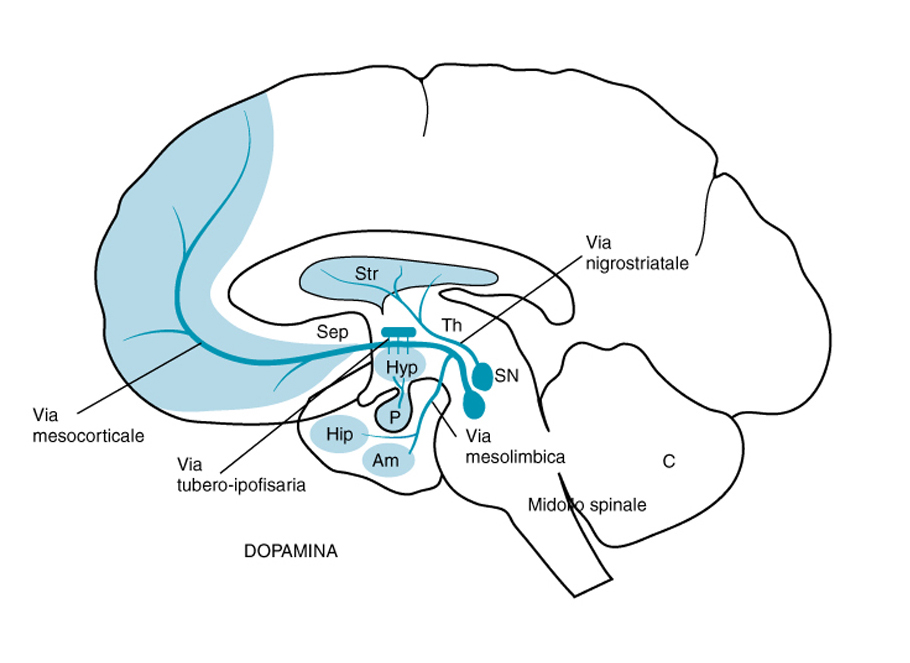 Via
nigrostriatale
Str
Sep
Th
Hyp
SN
P
Via
mesocorticale
Hip
Am
Via
mesolimbica
Via
tubero-ipofisaria
C
Midollo spinale
DOPAMINA